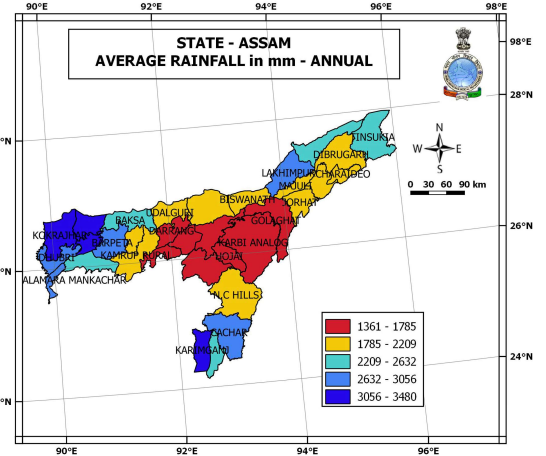 90°E 92°E 94°E 96°E 98°E
STATE - ASSAM
AVERAGE RAINFALL in mm - ANNUAL
98°E
28°E
N
W E
S
0 30 60 90 km
TINSUKIA
DIBRUGARH
LAKHIMPUR
CHARAIDEO
MAJULI
BISWANATH
JORHAT
UDALGURI
BAKSA
GOLAGHAT
DARRANG
KOKRAJHAR
BARPETA
KARBI ANALOG
26°E
KAMRUP RURAL
HOJAI
DHUBRI
MANKACHAR
N.C HILLS
CACHAR
KARIMGANJ
1361 - 1785
1785 - 2209
2209 - 2632
2632 - 3056
3056 - 3480
24°E
90°E 92°E 94°E 96°E